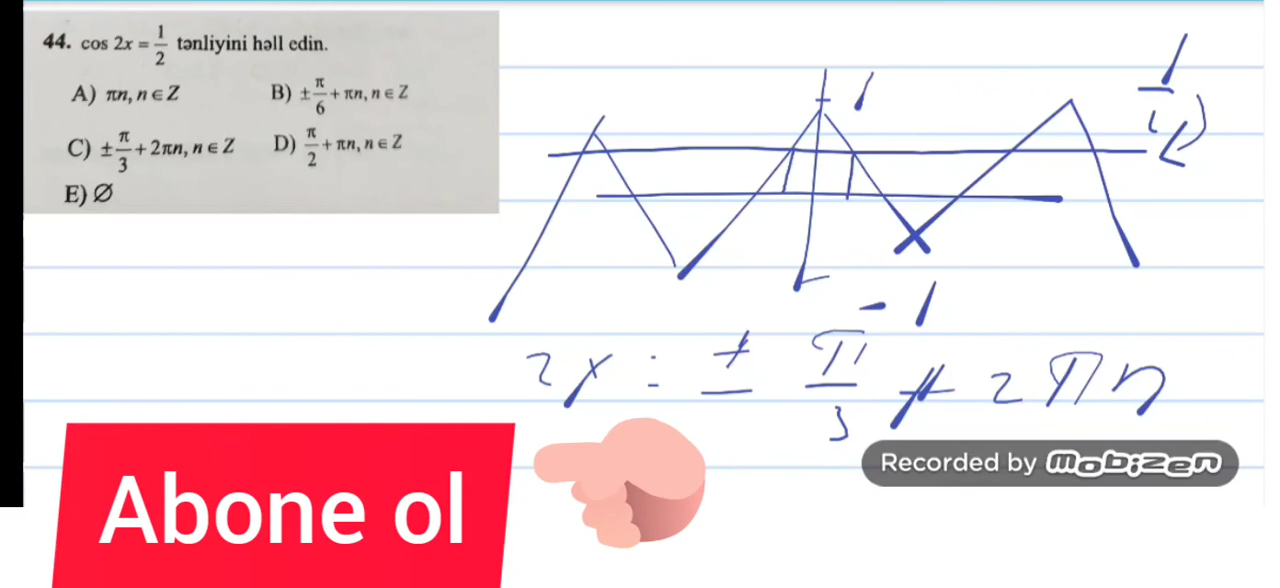 44. cos 2x = 1/2 tənliyini həll edin.
A) πn, n ∈ Z B) ±π/6 + πn, n ∈ Z
C) ±π/3 + 2πn, n ∈ Z D) π/2 + πn, n ∈ Z
E) ∅
1
1/2
-1
2x = ± π/3 + 2πn
Recorded by Mobizen
Abone ol